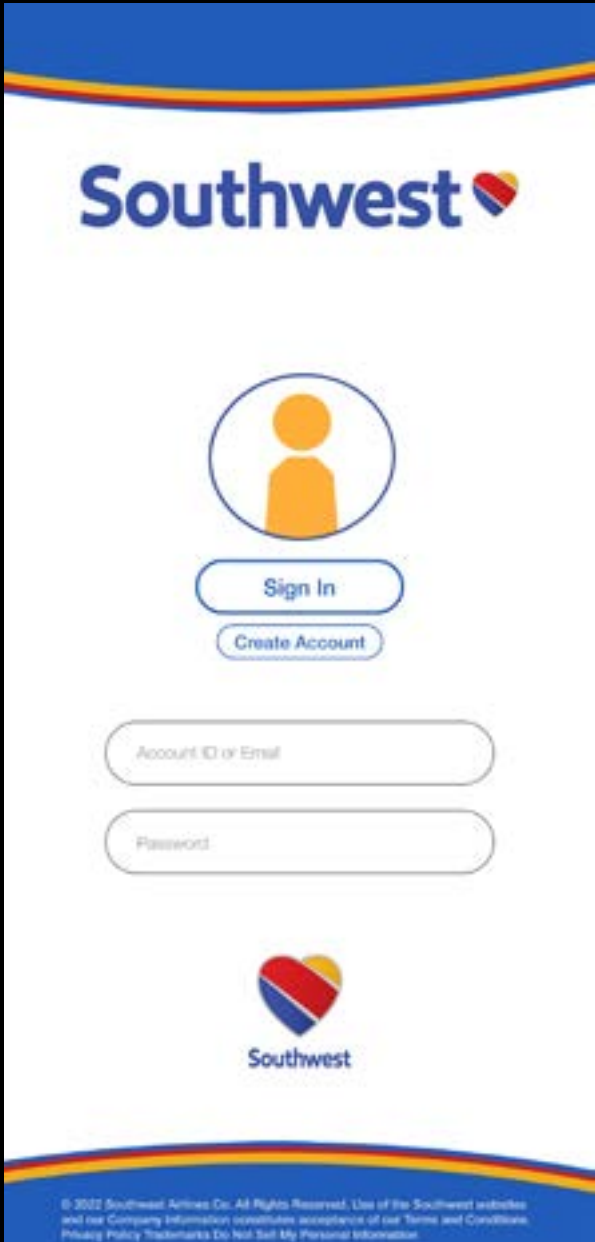 Southwest
Sign In
Create Account
Account ID or Email
Password
Southwest
© 2022 Southwest Airlines Co. All Rights Reserved. Use of the Southwest websites
and our Company Information constitutes acceptance of our Terms and Conditions.
Privacy Policy Trademarks Do Not Sell My Personal Information